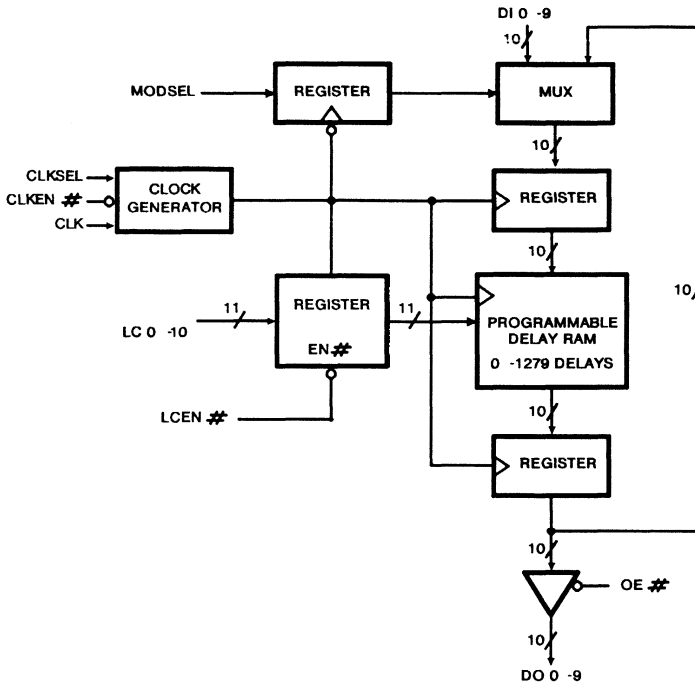 DI 0 -9
10
MODSEL
REGISTER
MUX
10
CLKSEL
CLKEN #
CLK
CLOCK
GENERATOR
REGISTER
10
10
LC 0 -10
11
REGISTER
EN #
11
PROGRAMMABLE
DELAY RAM
0 -1279 DELAYS
LCEN #
10
REGISTER
10
OE #
10
DO 0 -9